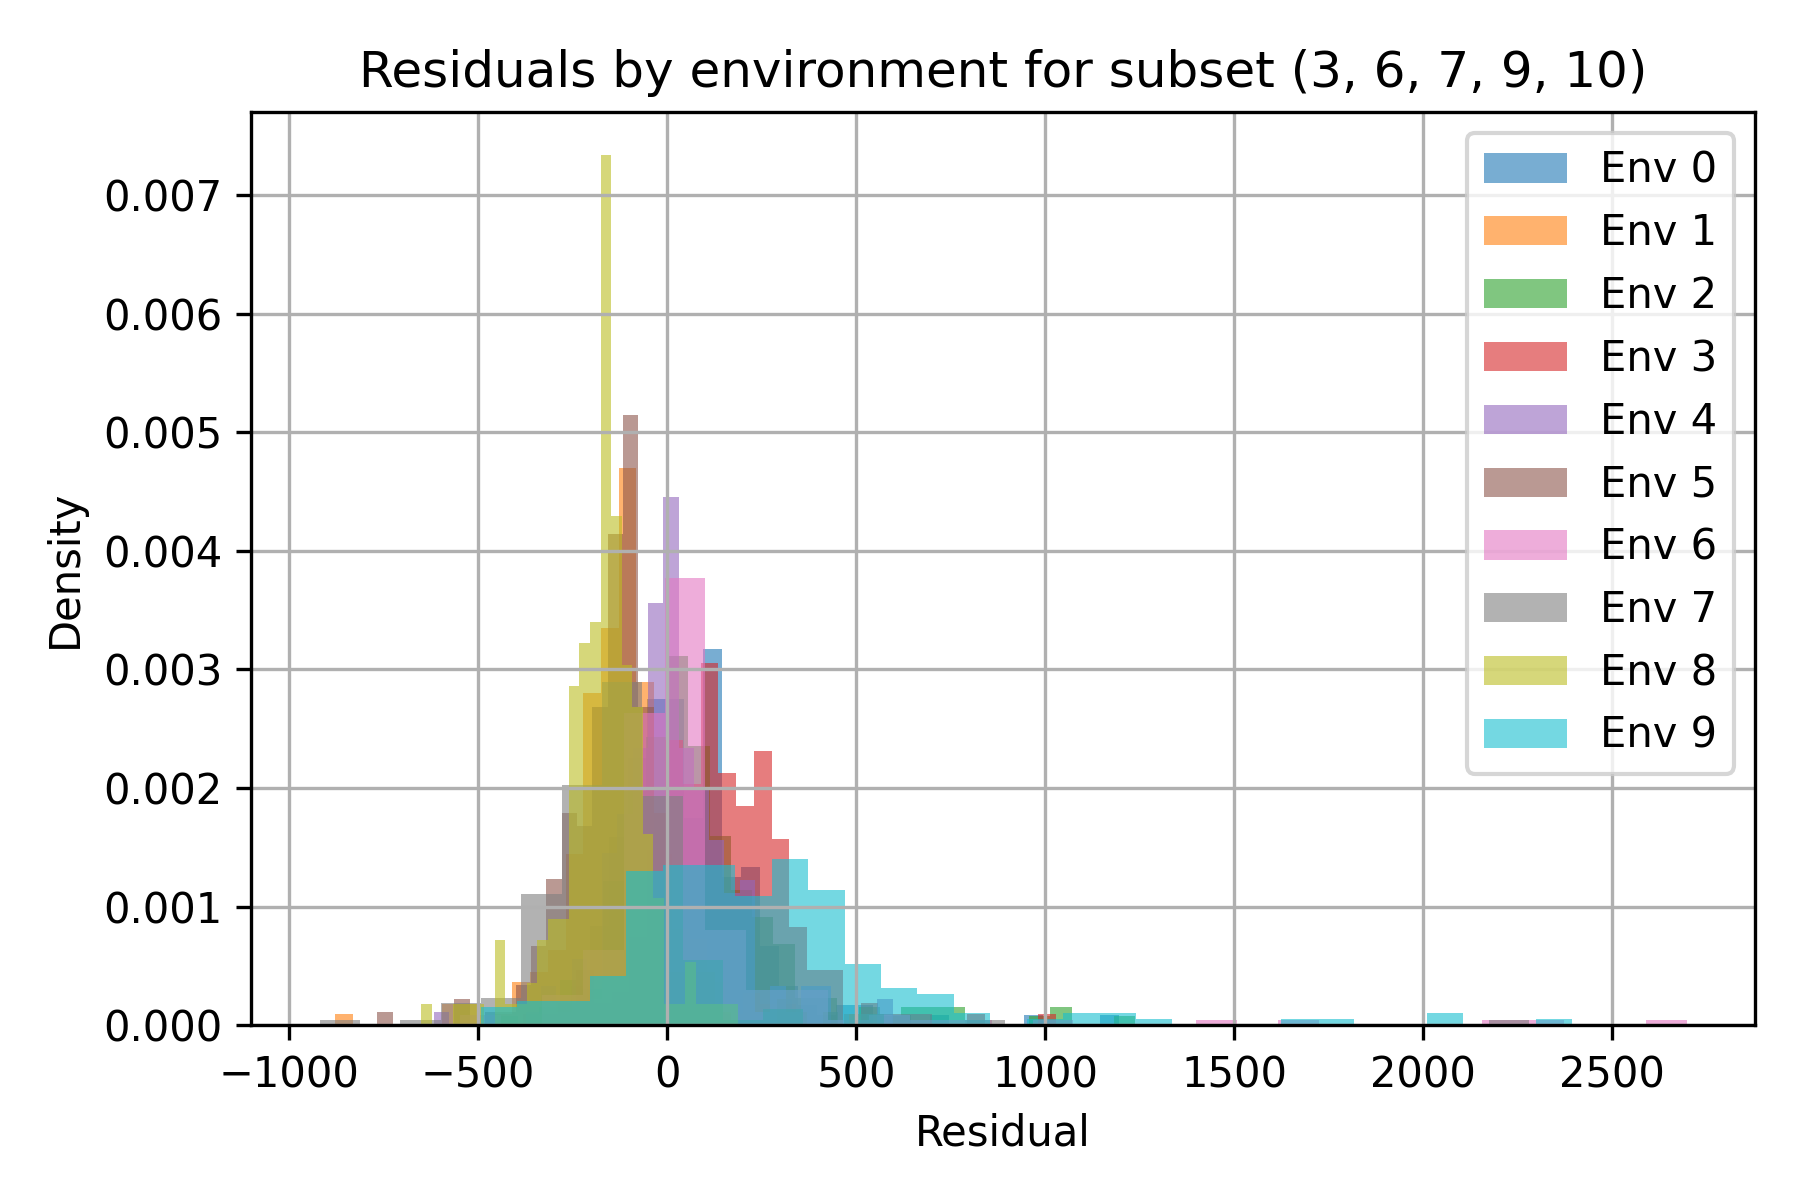 Residuals by environment for subset (3, 6, 7, 9, 10)
Density
0.007
0.006
0.005
0.004
0.003
0.002
0.001
0.000
−1000
−500
0
500
1000
1500
2000
2500
Residual
Env 0
Env 1
Env 2
Env 3
Env 4
Env 5
Env 6
Env 7
Env 8
Env 9